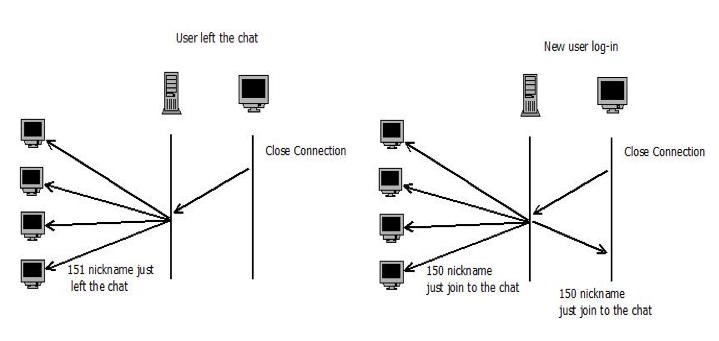 User left the chat
Close Connection
151 nickname just
left the chat
New user log-in
Close Connection
150 nickname
just join to the chat
150 nickname
just join to the chat